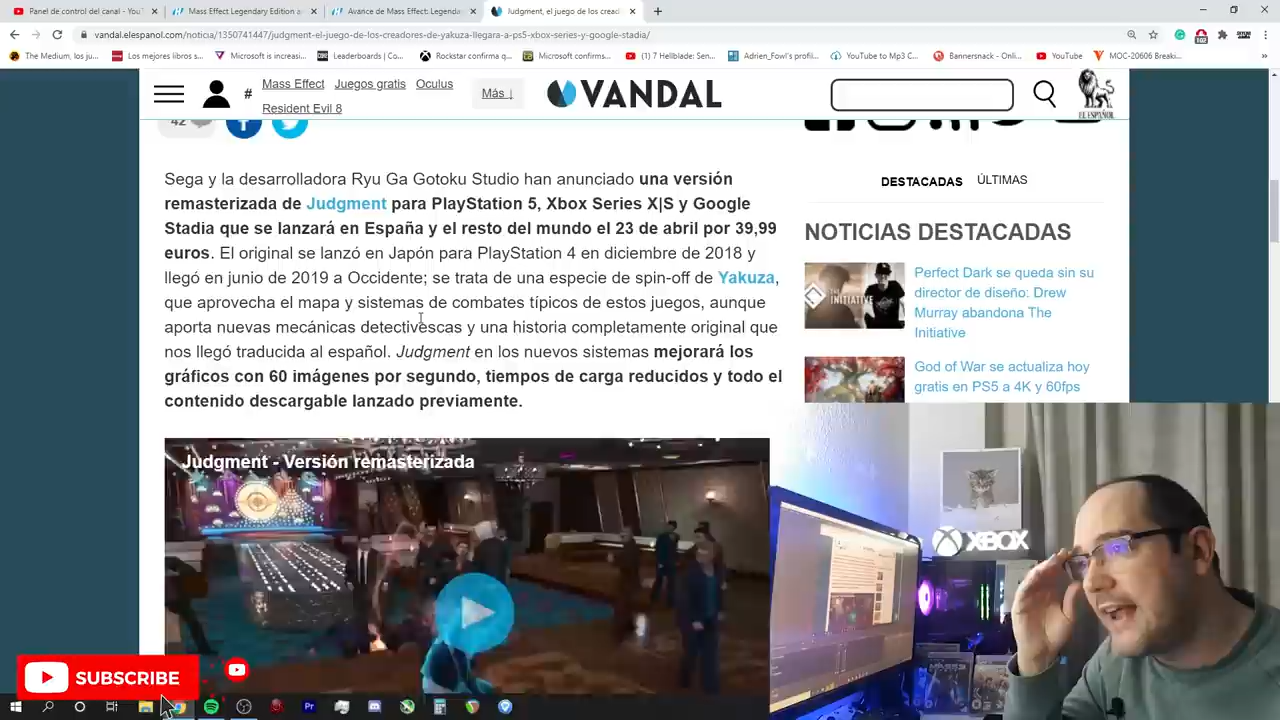 Panel de control del canal - You
Mass Effect Legendary Edition a
Avance de Mass Effect: Legendary
Judgment, el juego de los cread
vandal.elespanol.com/noticia/1350741447/judgment-el-juego-de-los-creadores-de-yakuza-llegara-a-ps5-xbox-series-y-google-stadia/
The Medium, los ju...
Los mejores libros s...
Microsoft is increasi...
Leaderboards | Co...
Rockstar confirma q...
Microsoft confirms...
(7) Hellblade: Sen...
Adrien_Fowl's profil...
YouTube to Mp3 C...
Bannersnack - Onli...
YouTube
MOC-20606 Breaki...
#
Mass Effect
Juegos gratis
Oculus
Resident Evil 8
Más ↓
VANDAL
EL ESPAÑOL
42
Sega y la desarrolladora Ryu Ga Gotoku Studio han anunciado una versión
remasterizada de Judgment para PlayStation 5, Xbox Series X|S y Google
Stadia que se lanzará en España y el resto del mundo el 23 de abril por 39,99
euros. El original se lanzó en Japón para PlayStation 4 en diciembre de 2018 y
llegó en junio de 2019 a Occidente; se trata de una especie de spin-off de Yakuza,
que aprovecha el mapa y sistemas de combates típicos de estos juegos, aunque
aporta nuevas mecánicas detectivescas y una historia completamente original que
nos llegó traducida al español. Judgment en los nuevos sistemas mejorará los
gráficos con 60 imágenes por segundo, tiempos de carga reducidos y todo el
contenido descargable lanzado previamente.
Judgment - Versión remasterizada
DESTACADAS
ÚLTIMAS
NOTICIAS DESTACADAS
THE INITIATIVE
Perfect Dark se queda sin su
director de diseño: Drew
Murray abandona The
Initiative
God of War se actualiza hoy
gratis en PS5 a 4K y 60fps
XBOX
SUBSCRIBE